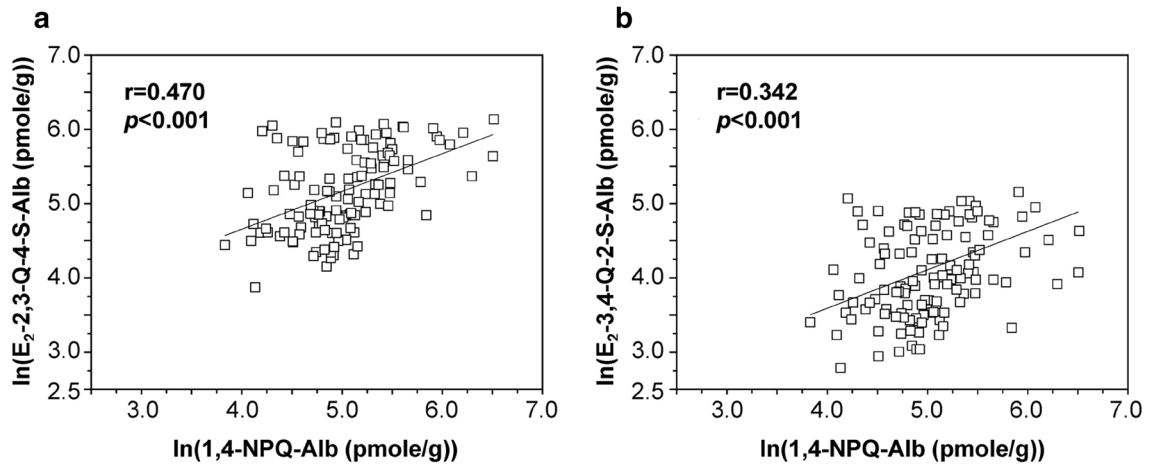 a
ln(E₂-2,3-Q-4-S-Alb (pmole/g))
7.0
6.0
5.0
4.0
3.0
2.5
r=0.470
p<0.001
3.0 4.0 5.0 6.0 7.0
ln(1,4-NPQ-Alb (pmole/g))
b
ln(E₂-3,4-Q-2-S-Alb (pmole/g))
7.0
6.0
5.0
4.0
3.0
2.5
r=0.342
p<0.001
3.0 4.0 5.0 6.0 7.0
ln(1,4-NPQ-Alb (pmole/g))